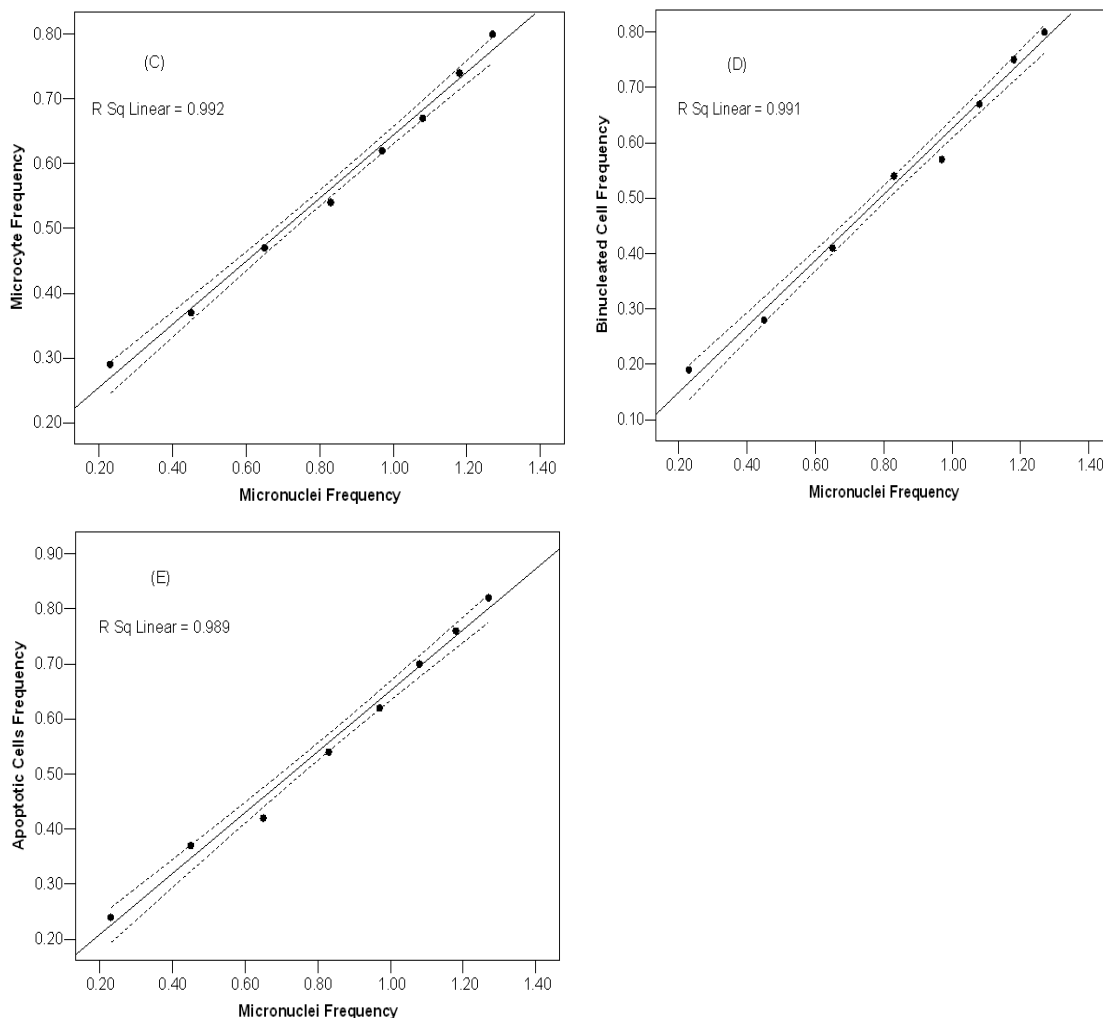 (C)
R Sq Linear = 0.992
Microcyte Frequency
0.80
0.70
0.60
0.50
0.40
0.30
0.20
0.20 0.40 0.60 0.80 1.00 1.20 1.40
Micronuclei Frequency
(D)
R Sq Linear = 0.991
Binucleated Cell Frequency
0.80
0.70
0.60
0.50
0.40
0.30
0.20
0.10
0.20 0.40 0.60 0.80 1.00 1.20 1.40
Micronuclei Frequency
(E)
R Sq Linear = 0.989
Apoptotic Cells Frequency
0.90
0.80
0.70
0.60
0.50
0.40
0.30
0.20
0.20 0.40 0.60 0.80 1.00 1.20 1.40
Micronuclei Frequency